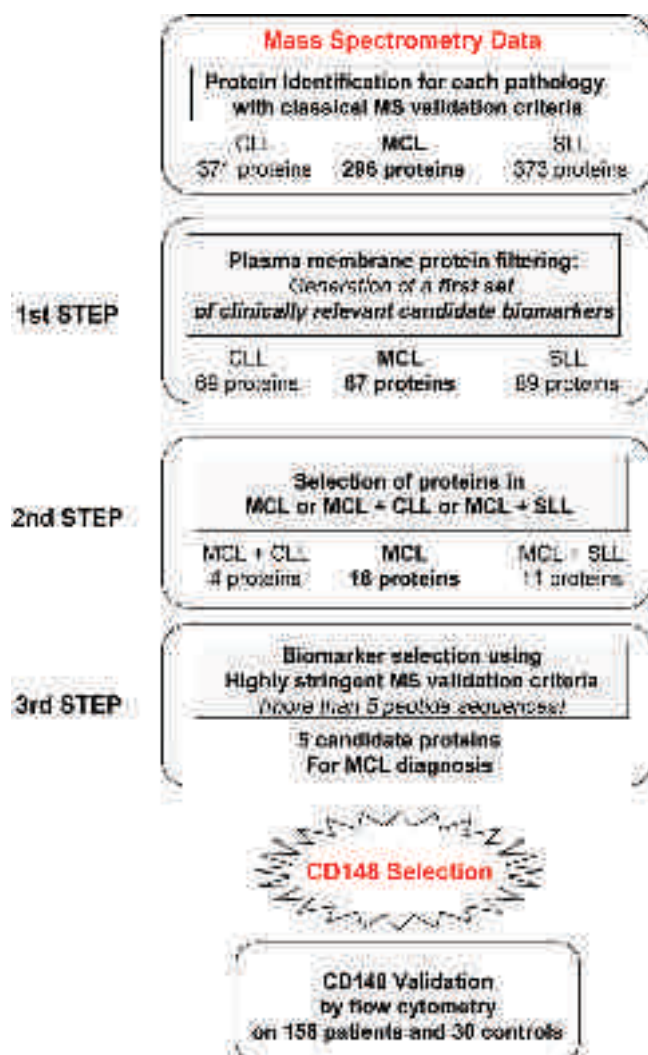 Mass Spectrometry Data
Protein Identification for each pathology
with classical MS validation criteria
CLL MCL SLL
proteins proteins 373 proteins
1st STEP
Plasma membrane protein filtering:
Generation of a first set
of clinically relevant candidate biomarkers
CLL MCL SLL
69 proteins 67 proteins 89 proteins
2nd STEP
Selection of proteins in
MCL or MCL + CLL or MCL + SLL
MCL + CLL MCL MCL + SLL
4 proteins proteins 11 proteins
3rd STEP
Biomarker selection using
Highly stringent MS validation criteria
(more than 5 peptide sequences)
5 candidate proteins
For MCL diagnosis
CD148 Selection
CD148 Validation
by flow cytometry
on patients and 30 controls